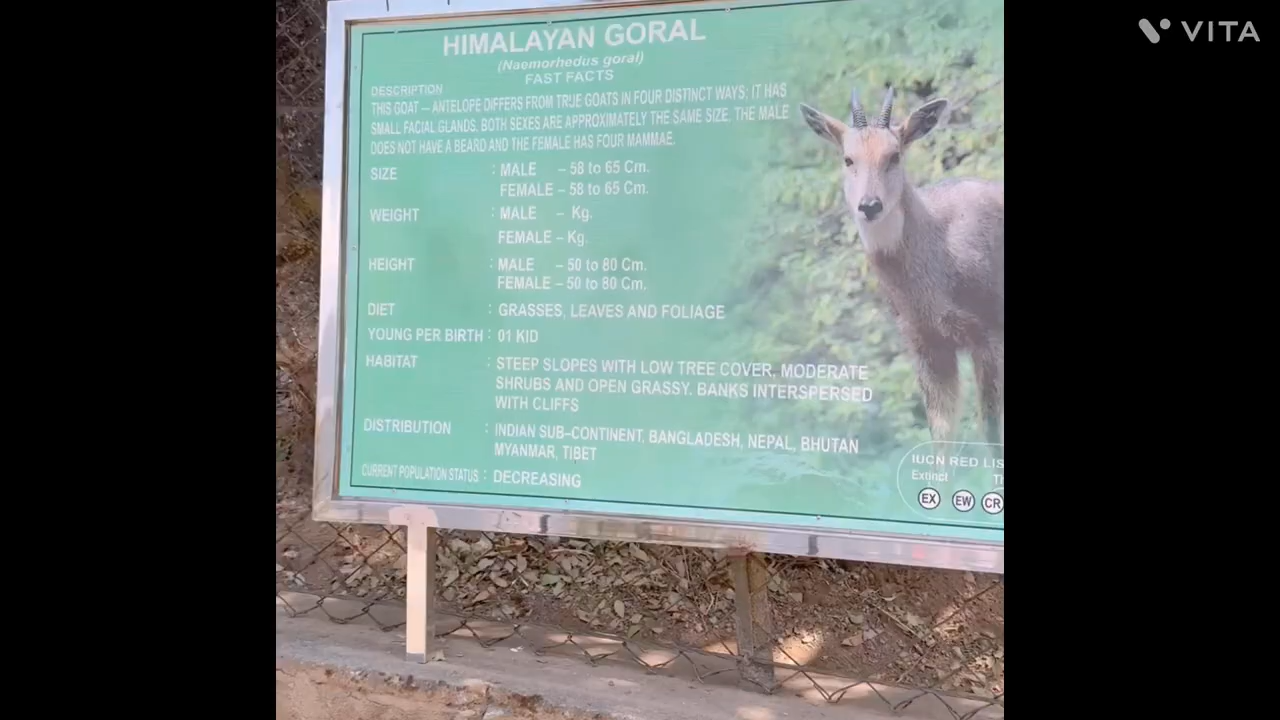 HIMALAYAN GORAL
(Naemorhedus goral)
FAST FACTS
DESCRIPTION
THIS GOAT – ANTELOPE DIFFERS FROM TRUE GOATS IN FOUR DISTINCT WAYS; IT HAS
SMALL FACIAL GLANDS, BOTH SEXES ARE APPROXIMATELY THE SAME SIZE, THE MALE
DOES NOT HAVE A BEARD AND THE FEMALE HAS FOUR MAMMAE.
SIZE : MALE – 58 to 65 Cm.
FEMALE – 58 to 65 Cm.
WEIGHT : MALE – Kg.
FEMALE – Kg.
HEIGHT : MALE – 50 to 80 Cm.
FEMALE – 50 to 80 Cm.
DIET : GRASSES, LEAVES AND FOLIAGE
YOUNG PER BIRTH : 01 KID
HABITAT : STEEP SLOPES WITH LOW TREE COVER, MODERATE
SHRUBS AND OPEN GRASSY. BANKS INTERSPERSED
WITH CLIFFS
DISTRIBUTION : INDIAN SUB–CONTINENT, BANGLADESH, NEPAL, BHUTAN
MYANMAR, TIBET
CURRENT POPULATION STATUS : DECREASING
IUCN RED LIS
Extinct T
EX EW CR
VITA